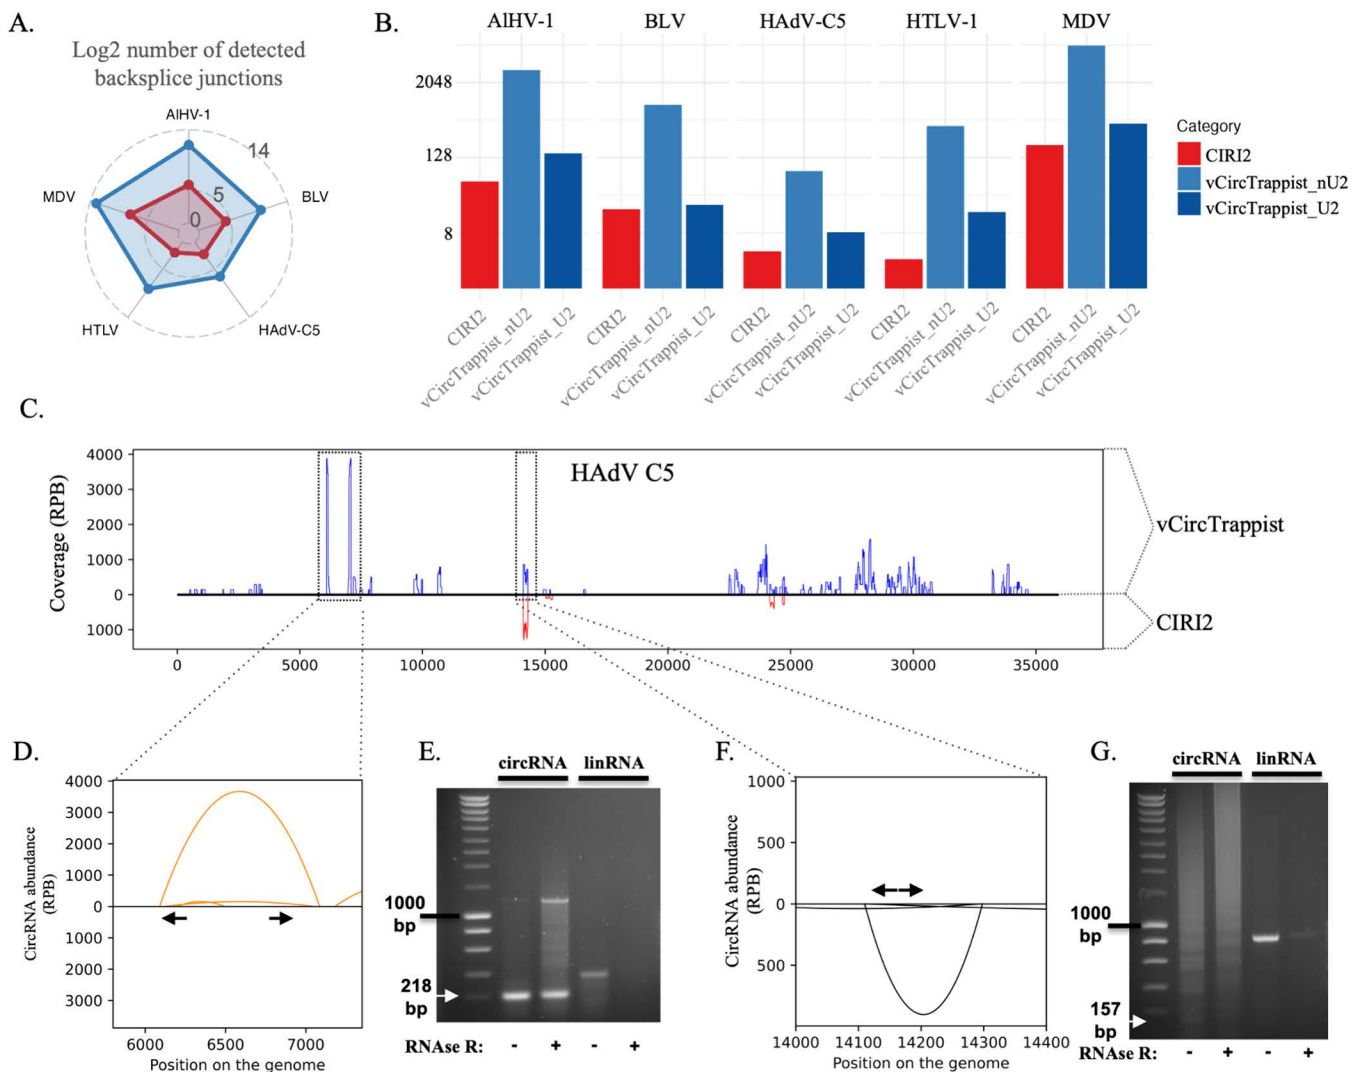 A.
Log2 number of detected
backsplice junctions
AlHV-1
14
MDV
5
BLV
0
HTLV
HAdV-C5
B.
AlHV-1
BLV
HAdV-C5
HTLV-1
MDV
2048
128
8
CIRI2
vCircTrappist_nU2
vCircTrappist_U2
CIRI2
vCircTrappist_nU2
vCircTrappist_U2
CIRI2
vCircTrappist_nU2
vCircTrappist_U2
CIRI2
vCircTrappist_nU2
vCircTrappist_U2
CIRI2
vCircTrappist_nU2
vCircTrappist_U2
Category
CIRI2
vCircTrappist_nU2
vCircTrappist_U2
C.
HAdV C5
Coverage (RPB)
4000
3000
2000
1000
0
1000
0 5000 10000 15000 20000 25000 30000 35000
vCircTrappist
CIRI2
D.
CircRNA abundance
(RPB)
4000
3000
2000
1000
0
1000
2000
3000
6000 6500 7000
Position on the genome
E.
circRNA linRNA
1000
bp
218
bp
RNAse R: - + - +
F.
CircRNA abundance
(RPB)
1000
500
0
500
14000 14100 14200 14300 14400
Position on the genome
G.
circRNA linRNA
1000
bp
157
bp
RNAse R: - + - +